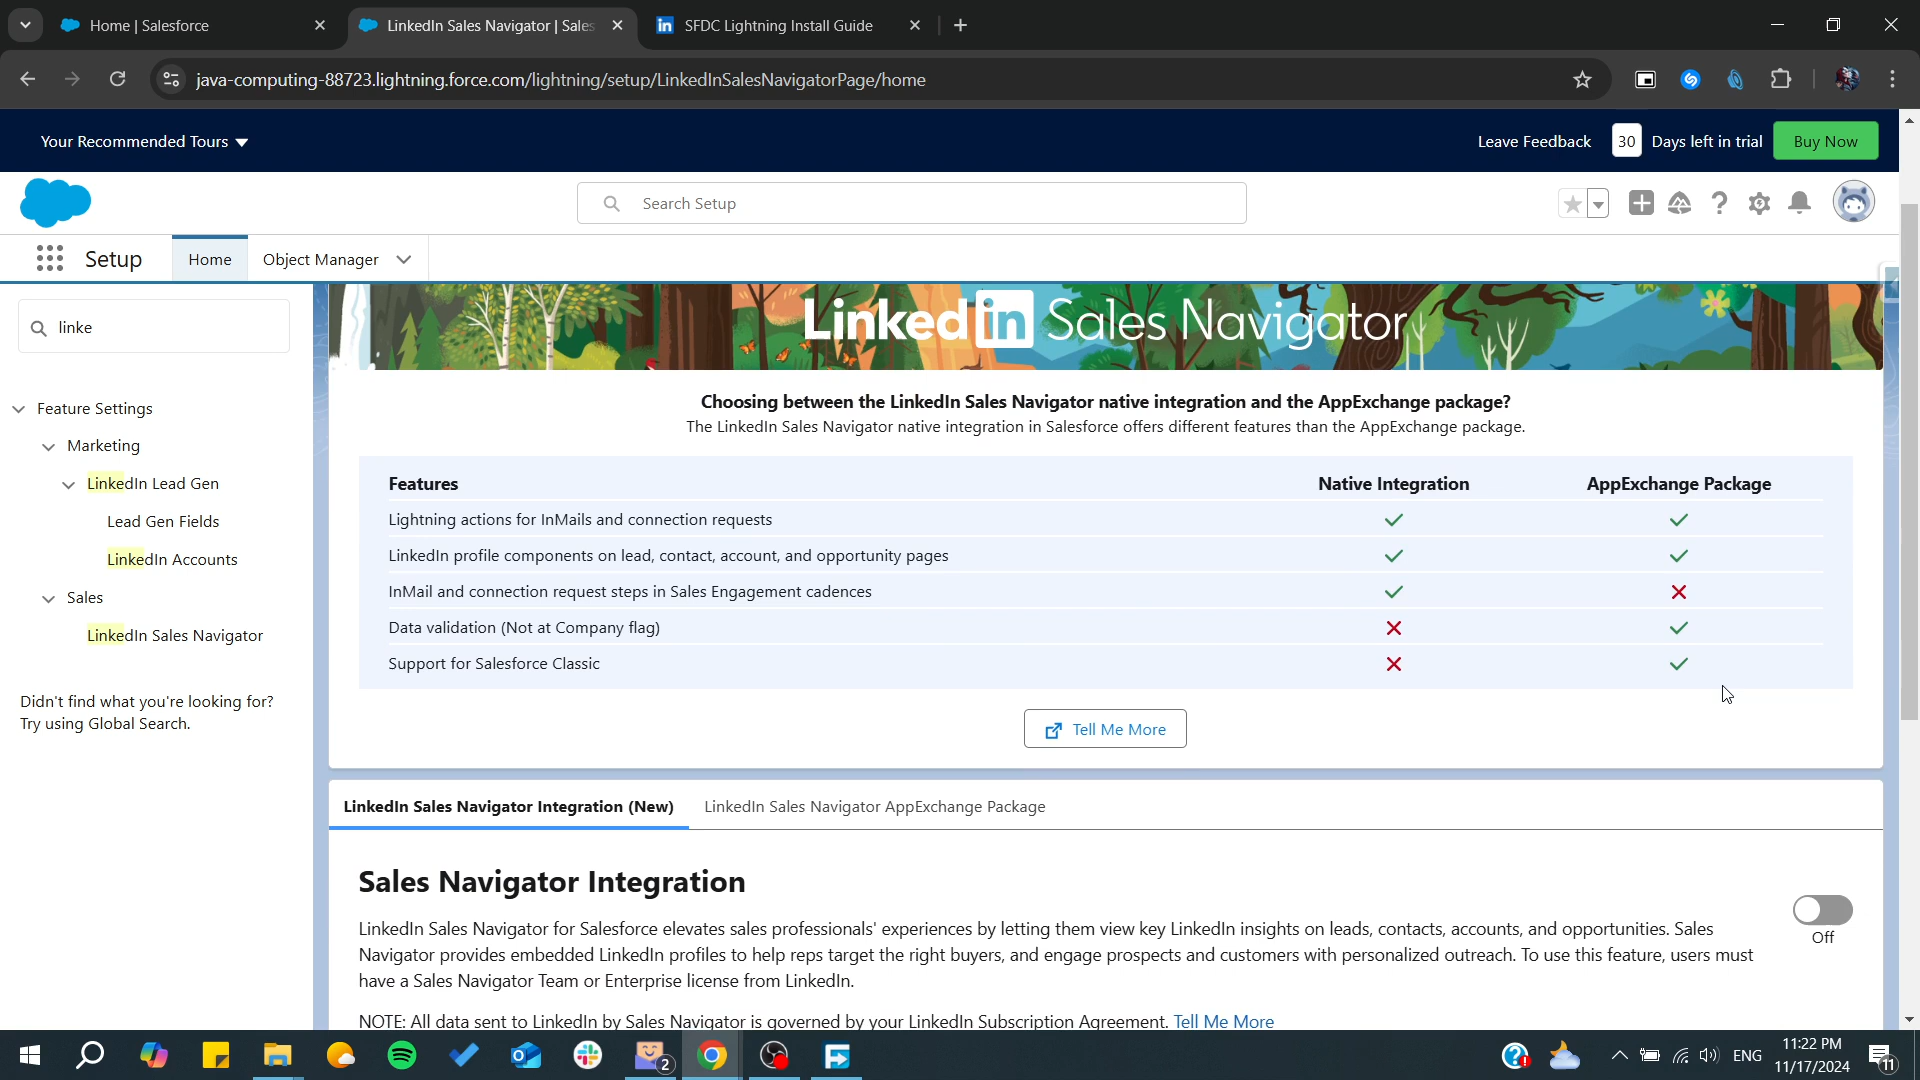 Home | Salesforce
LinkedIn Sales Navigator | Sales
SFDC Lightning Install Guide
java-computing-88723.lightning.force.com/lightning/setup/LinkedInSalesNavigatorPage/home
Your Recommended Tours
Leave Feedback
30 Days left in trial
Buy Now
Search Setup
Setup
Home
Object Manager
linke
Feature Settings
Marketing
LinkedIn Lead Gen
Lead Gen Fields
LinkedIn Accounts
Sales
LinkedIn Sales Navigator
Didn't find what you're looking for?
Try using Global Search.
Linked in Sales Navigator
Choosing between the LinkedIn Sales Navigator native integration and the AppExchange package?
The LinkedIn Sales Navigator native integration in Salesforce offers different features than the AppExchange package.
Features Native Integration AppExchange Package
Lightning actions for InMails and connection requests
LinkedIn profile components on lead, contact, account, and opportunity pages
InMail and connection request steps in Sales Engagement cadences
Data validation (Not at Company flag)
Support for Salesforce Classic
Tell Me More
LinkedIn Sales Navigator Integration (New)
LinkedIn Sales Navigator AppExchange Package
Sales Navigator Integration
LinkedIn Sales Navigator for Salesforce elevates sales professionals' experiences by letting them view key LinkedIn insights on leads, contacts, accounts, and opportunities. Sales
Navigator provides embedded LinkedIn profiles to help reps target the right buyers, and engage prospects and customers with personalized outreach. To use this feature, users must
have a Sales Navigator Team or Enterprise license from LinkedIn.
Off
NOTE: All data sent to LinkedIn by Sales Navigator is governed by your LinkedIn Subscription Agreement. Tell Me More
2
ENG
11:22 PM
11/17/2024
11